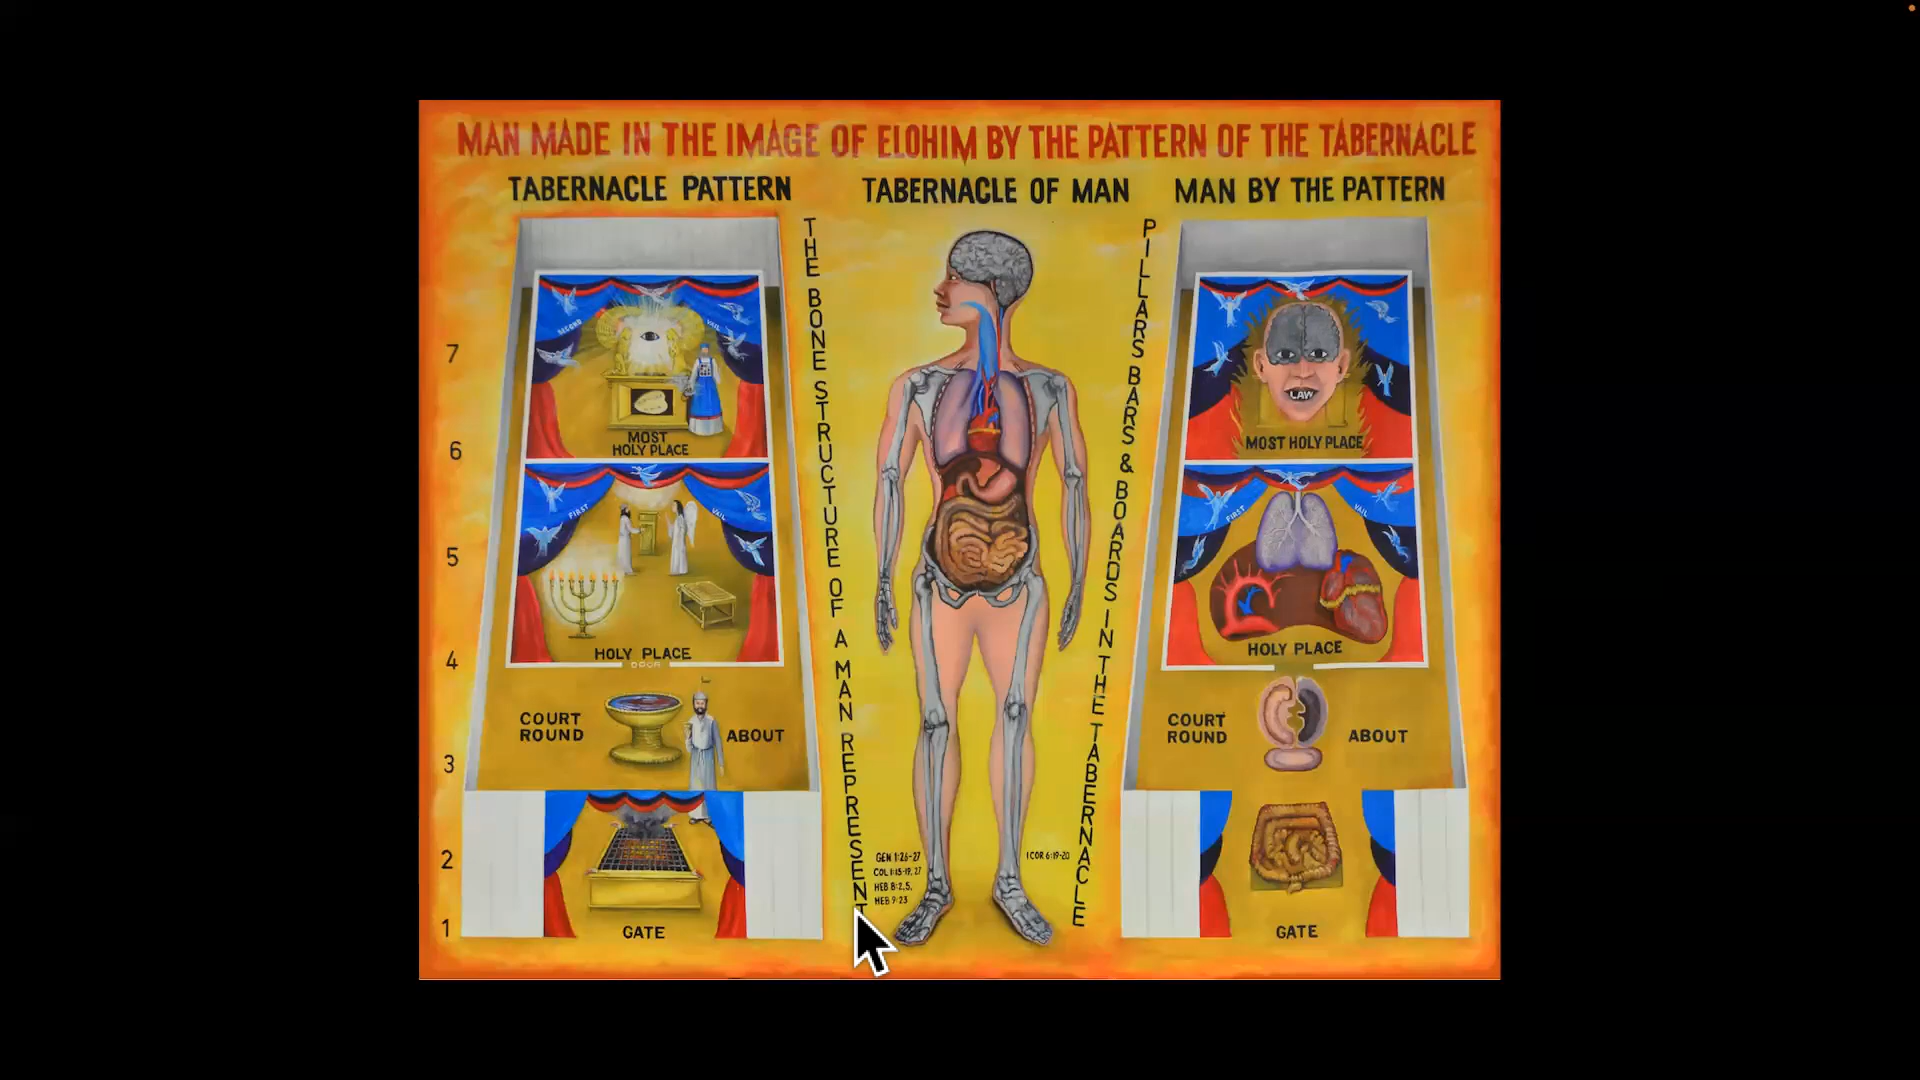 MAN MADE IN THE IMAGE OF ELOHIM BY THE PATTERN OF THE TABERNACLE
TABERNACLE PATTERN
TABERNACLE OF MAN
MAN BY THE PATTERN
THE BONE STRUCTURE OF A MAN REPRESENT
PILLARS BARS & BOARDS IN THE TABERNACLE
7
6
5
4
3
2
1
SECOND VAIL
MOST
HOLY PLACE
FIRST VAIL
HOLY PLACE
DOOR
COURT
ROUND
ABOUT
GATE
GEN 1:26-27
COL 1:15-19, 27
HEB 8:2,5,
HEB 9:23
1 COR 6:19-20
LAW
MOST HOLY PLACE
FIRST VAIL
HOLY PLACE
COURT
ROUND
ABOUT
GATE